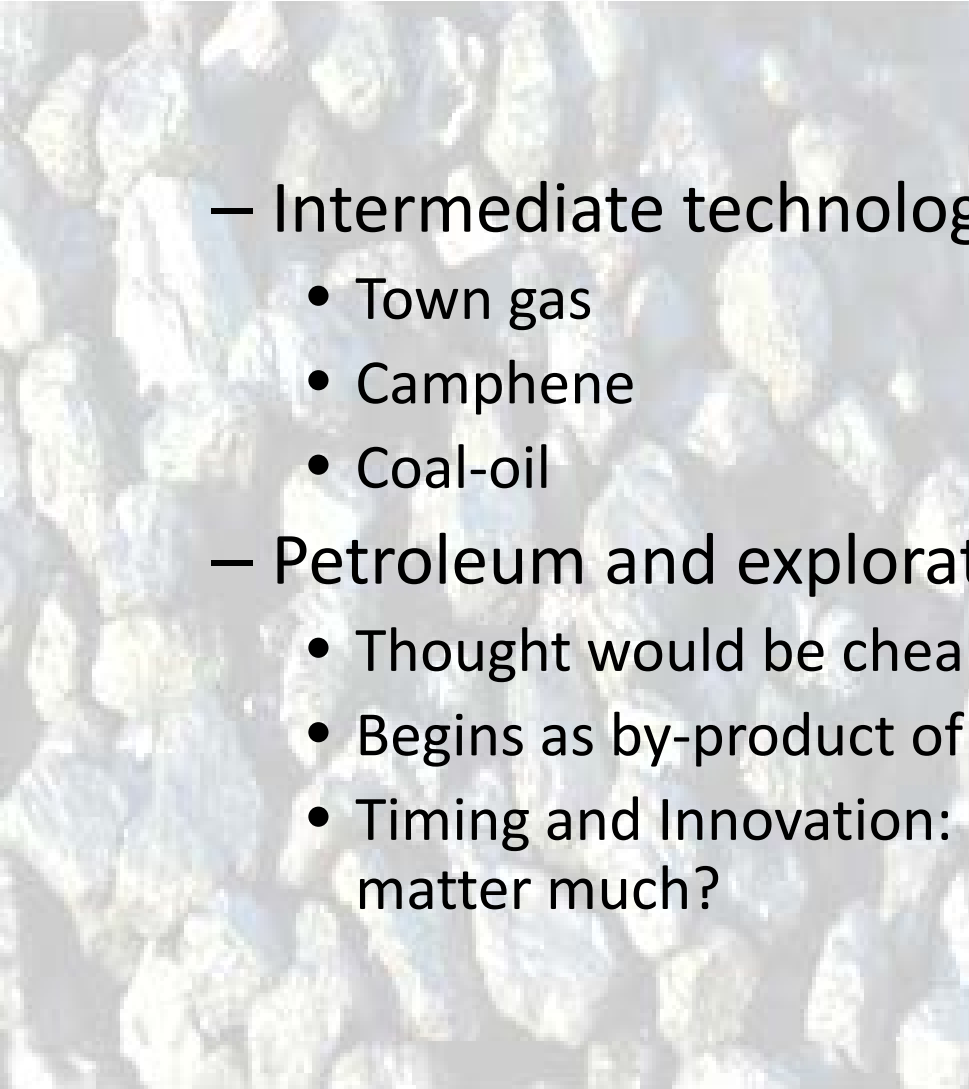 – Intermediate technolog
• Town gas
• Camphene
• Coal-oil
– Petroleum and explorat
• Thought would be chea
• Begins as by-product of
• Timing and Innovation:
matter much?